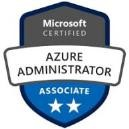 Microsoft
CERTIFIED
AZURE
ADMINISTRATOR
ASSOCIATE